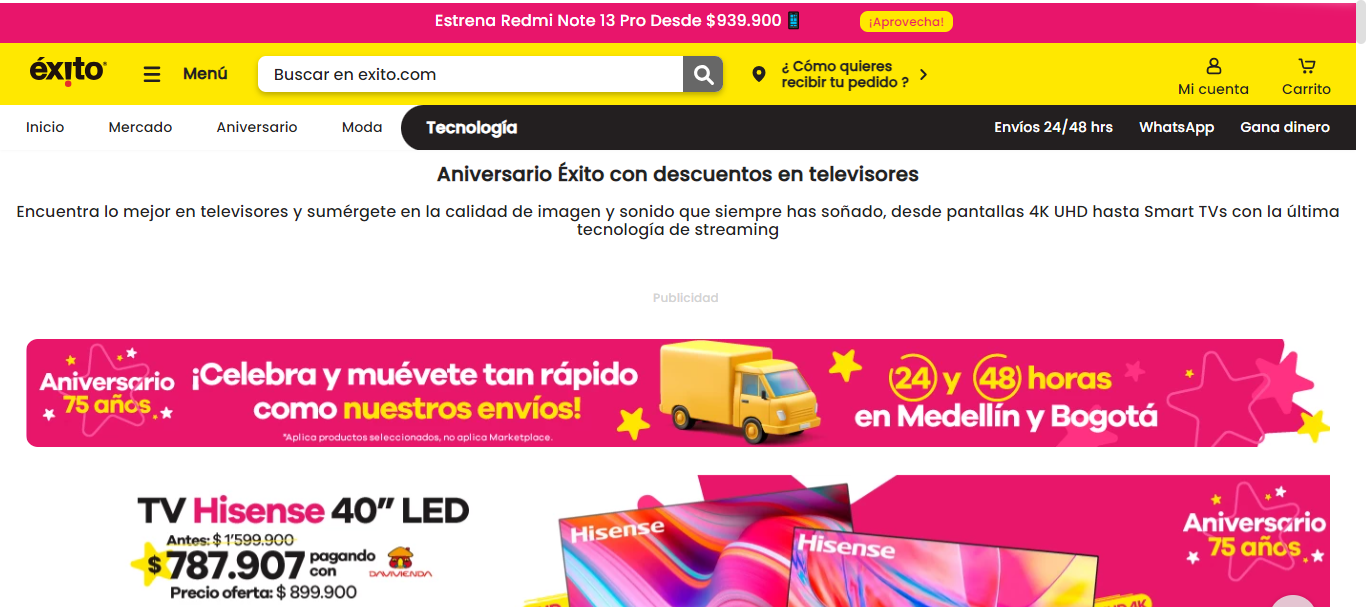 Estrena Redmi Note 13 Pro Desde $939.900
¡Aprovecha!
éxito
Menú
Buscar en exito.com
¿ Cómo quieres
recibir tu pedido ?
Mi cuenta
Carrito
Inicio
Mercado
Aniversario
Moda
Tecnología
Envíos 24/48 hrs
WhatsApp
Gana dinero
Aniversario Éxito con descuentos en televisores
Encuentra lo mejor en televisores y sumérgete en la calidad de imagen y sonido que siempre has soñado, desde pantallas 4K UHD hasta Smart TVs con la última
tecnología de streaming
Publicidad
Aniversario
75 años
¡Celebra y muévete tan rápido
como nuestros envíos!
*Aplica productos seleccionados, no aplica Marketplace.
24 y 48 horas
en Medellín y Bogotá
TV Hisense 40” LED
Antes: $ 1'599.900
$ 787.907 pagando
con
DAVIVIENDA
Precio oferta: $ 899.900
Hisense
Hisense
Aniversario
75 años